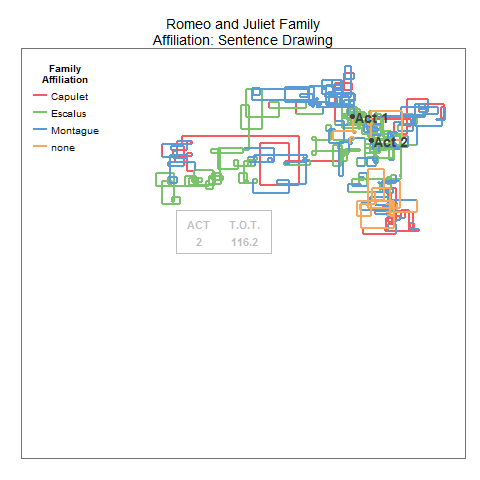 Romeo and Juliet Family
Affiliation: Sentence Drawing
Family
Affiliation
Capulet
Escalus
Montague
none
Act 1
Act 2
ACT T.O.T.
2 116.2